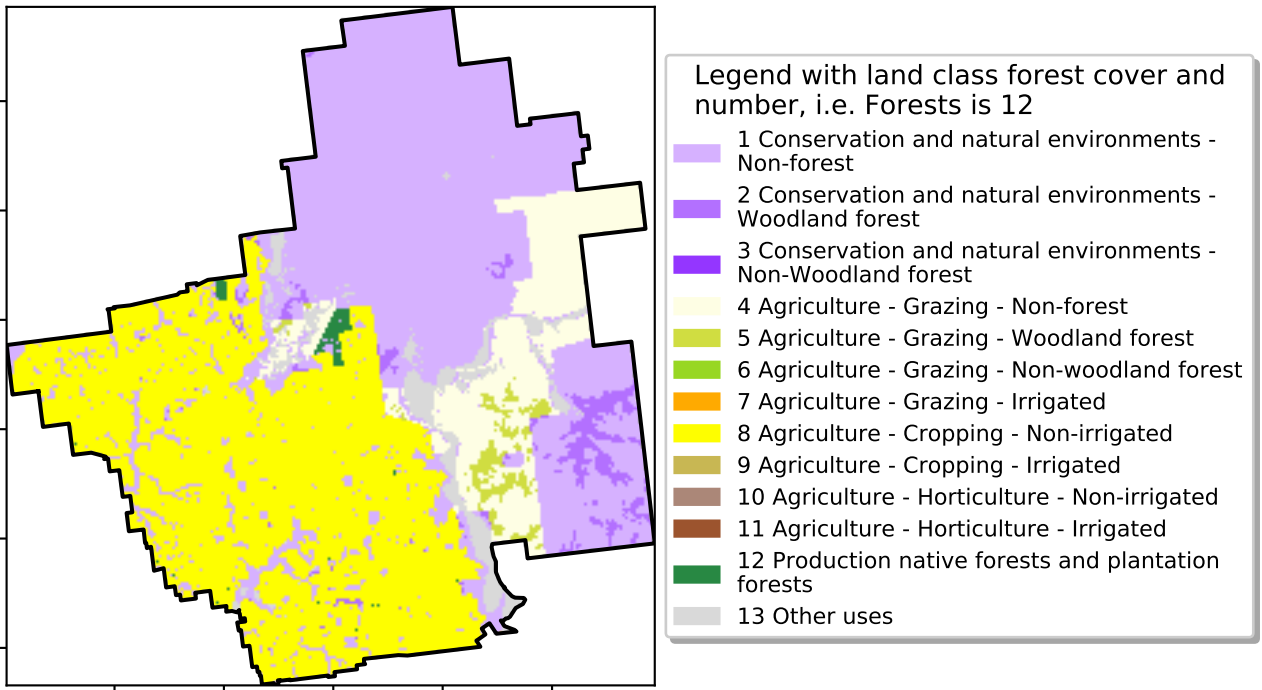 Legend with land class forest cover and
number, i.e. Forests is 12
1 Conservation and natural environments -
Non-forest
2 Conservation and natural environments -
Woodland forest
3 Conservation and natural environments -
Non-Woodland forest
4 Agriculture - Grazing - Non-forest
5 Agriculture - Grazing - Woodland forest
6 Agriculture - Grazing - Non-woodland forest
7 Agriculture - Grazing - Irrigated
8 Agriculture - Cropping - Non-irrigated
9 Agriculture - Cropping - Irrigated
10 Agriculture - Horticulture - Non-irrigated
11 Agriculture - Horticulture - Irrigated
12 Production native forests and plantation
forests
13 Other uses